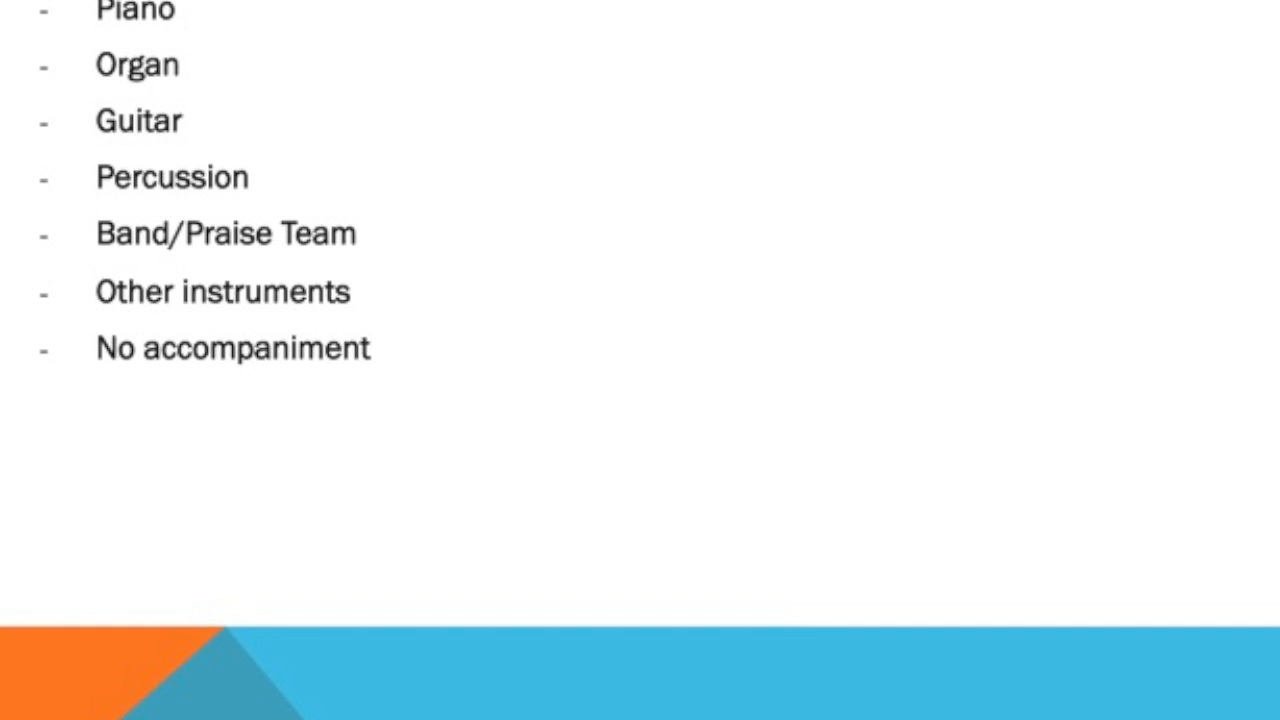 - Piano
- Organ
- Guitar
- Percussion
- Band/Praise Team
- Other instruments
- No accompaniment